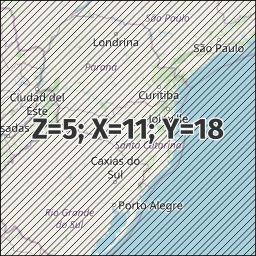 São Paulo
Londrina
São Paulo
Paraná
Ciudad del
Este
Curitiba
Joinville
sadas
Z=5; X=11; Y=18
Santa Catarina
Caxias do
Sul
Rio Grande
do Sul
Porto Alegre